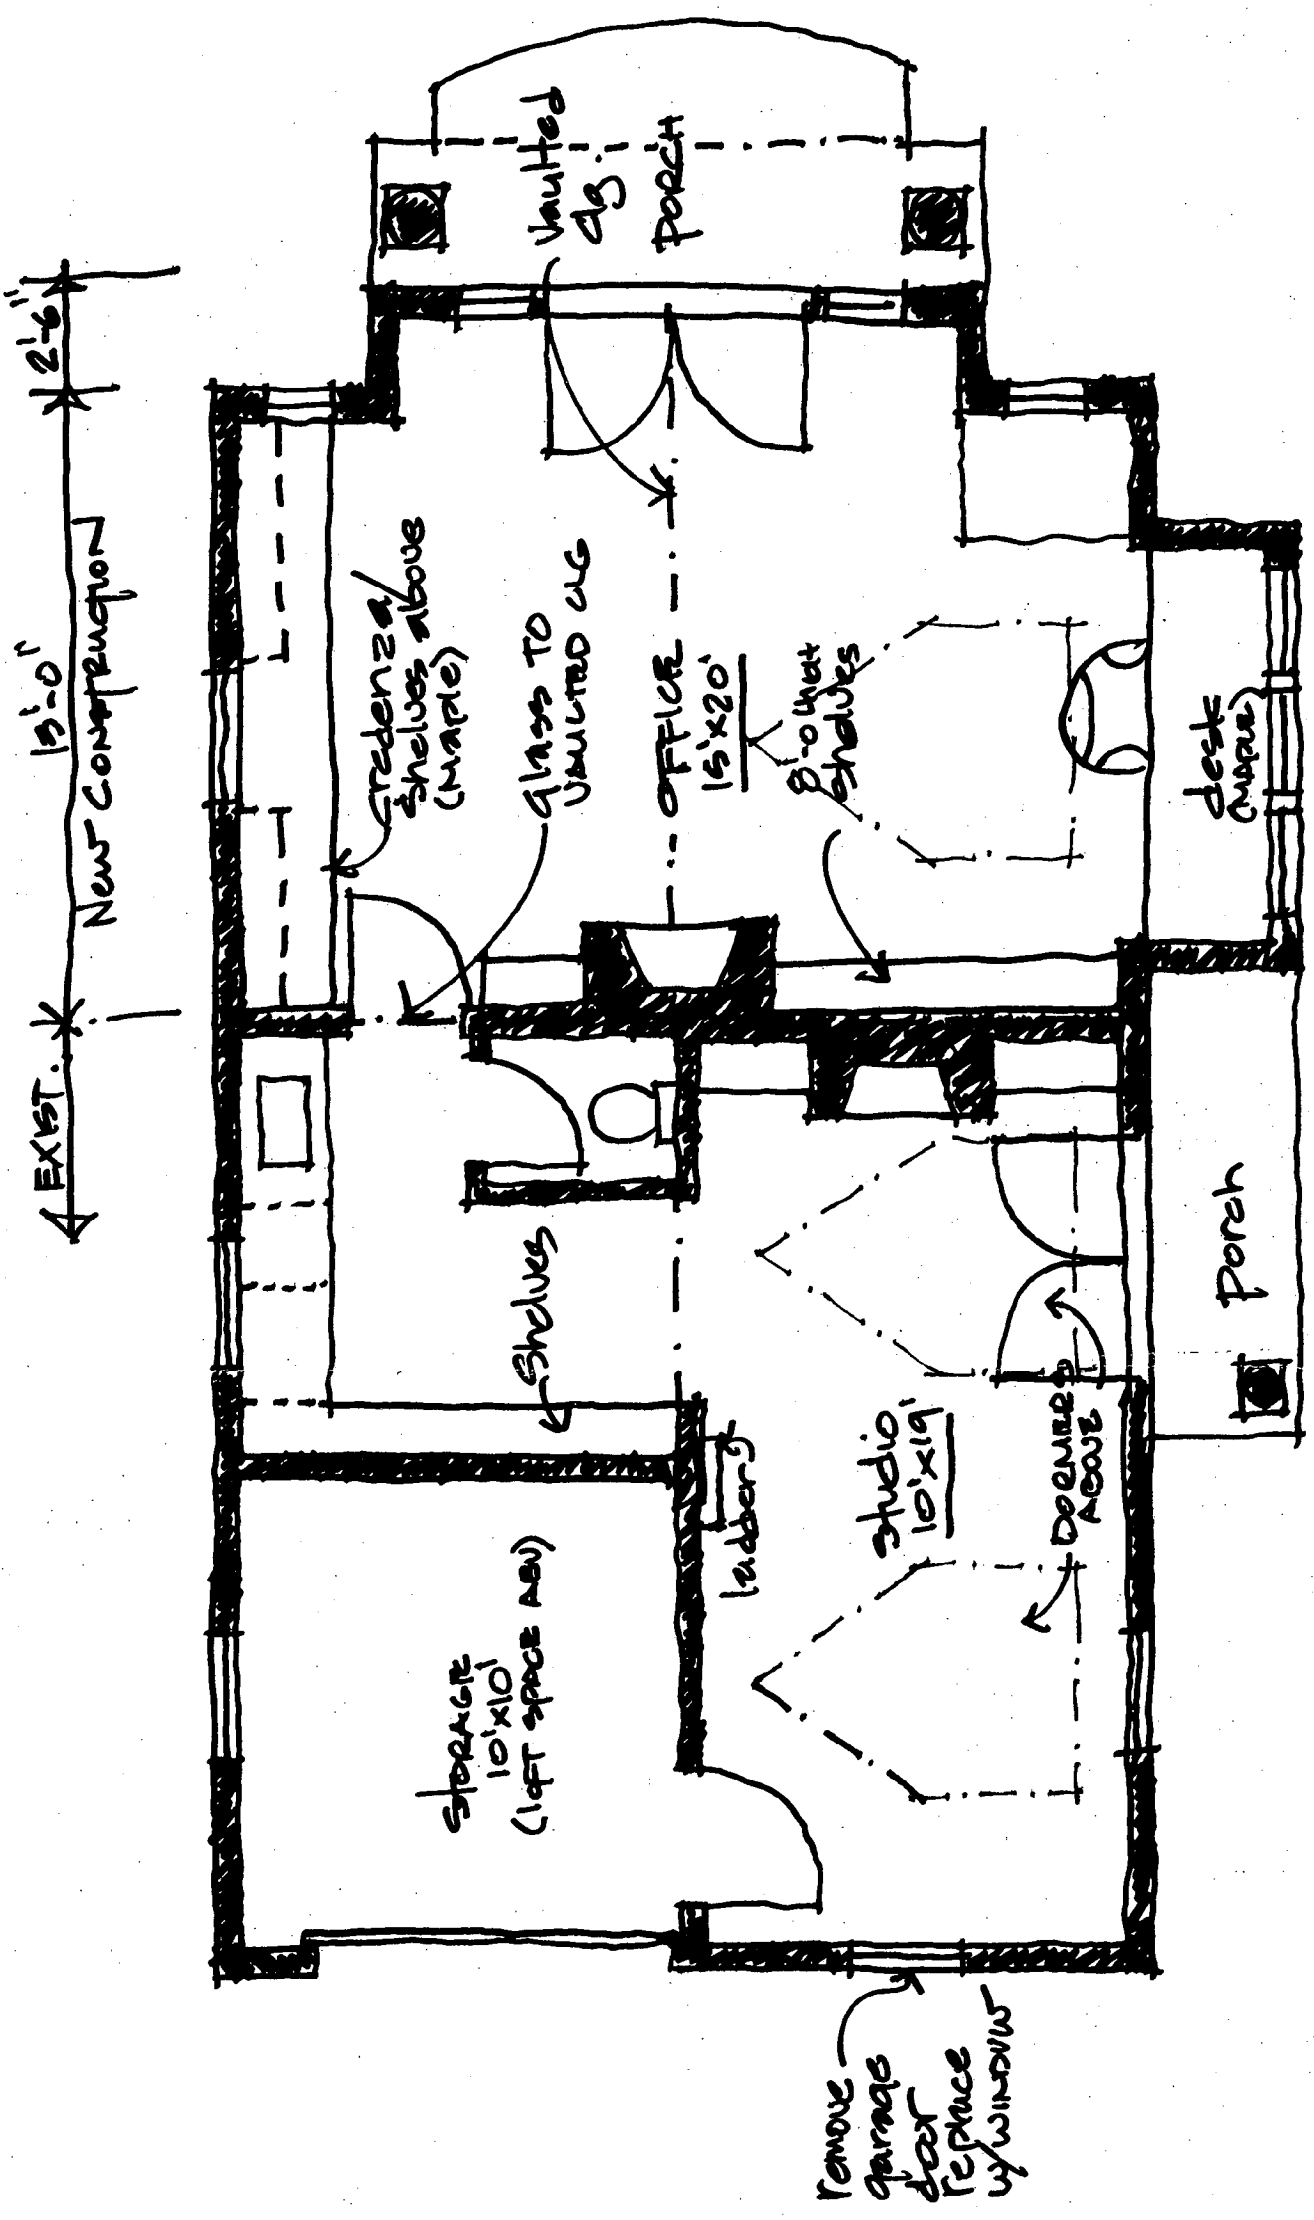 EXIST.
13'-0"
2'-6"
New CONSTRUCTION
credenza/
shelves above
(maple)
Glass TO
VAULTED CLG
Vaulted
clg.
PORCH
Shelves
STORAGE
10'x10'
(loft SPACE ABV)
OFFICE
15'x20'
8'-0
shelves
ladder
studio
10'x19'
DORMERS
ABOVE
desk
(MAPLE)
Porch
remove
garage
door
replace
w/WINDOW